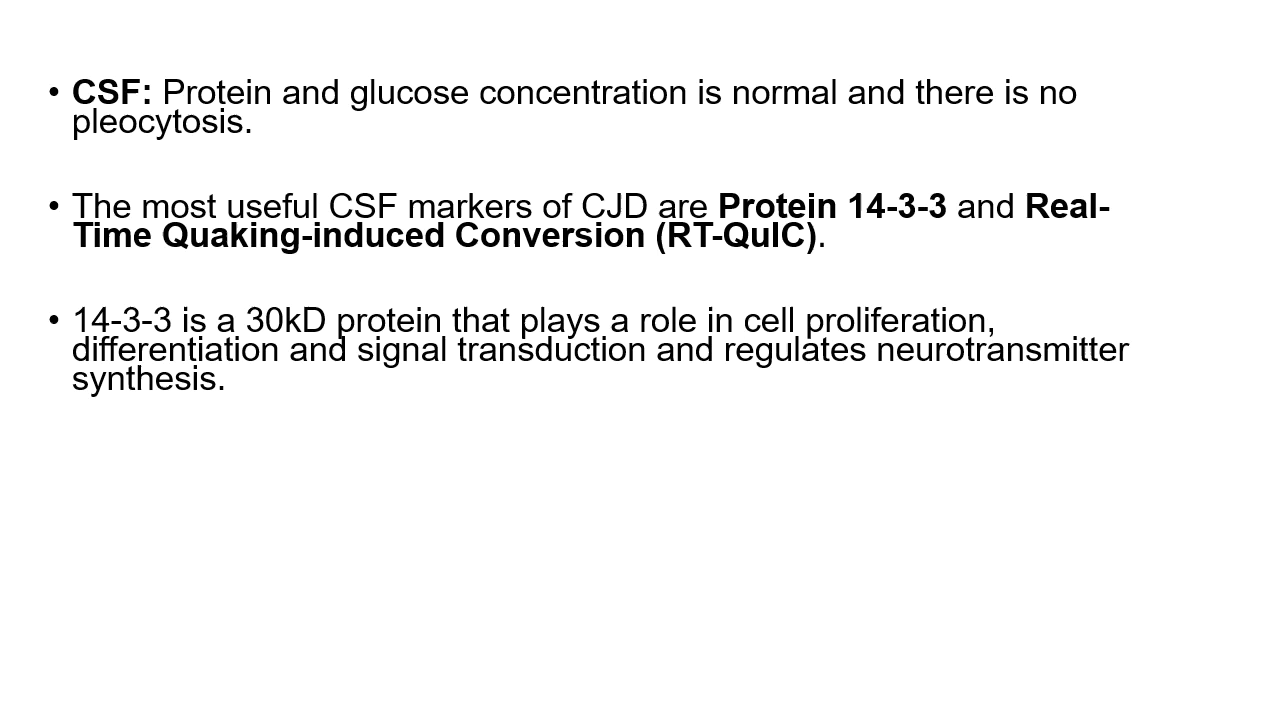 • CSF: Protein and glucose concentration is normal and there is no
pleocytosis.
• The most useful CSF markers of CJD are Protein 14-3-3 and Real-
Time Quaking-induced Conversion (RT-QuIC).
• 14-3-3 is a 30kD protein that plays a role in cell proliferation,
differentiation and signal transduction and regulates neurotransmitter
synthesis.